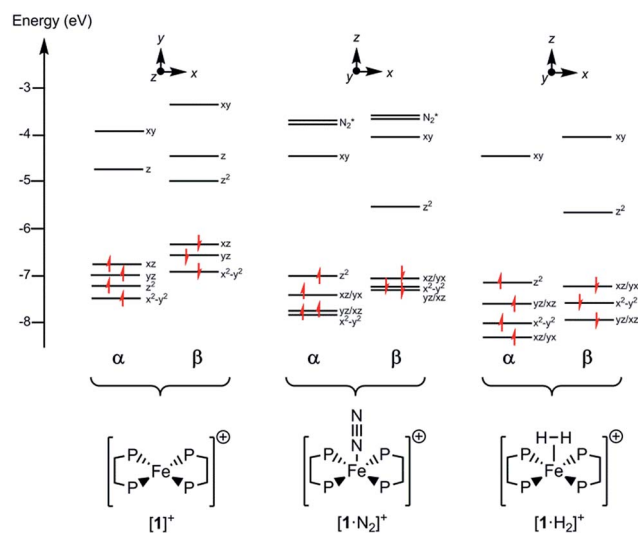 Energy (eV)
y
z x
z
y x
z
y x
-3
-4
-5
-6
-7
-8
xy
z
xz
yz
z²
x²-y²
xy
z
z²
xz
yz
x²-y²
N₂*
xy
z²
xz/yx
yz/xz
x²-y²
N₂*
xy
z²
xz/yx
x²-y²
yz/xz
xy
z²
yz/xz
x²-y²
xz/yx
xy
z²
xz/yx
x²-y²
yz/xz
α β α β α β
P P
Fe
P P
⊕
[1]⁺
N
N
P P
Fe
P P
⊕
[1·N₂]⁺
H-H
P P
Fe
P P
⊕
[1·H₂]⁺